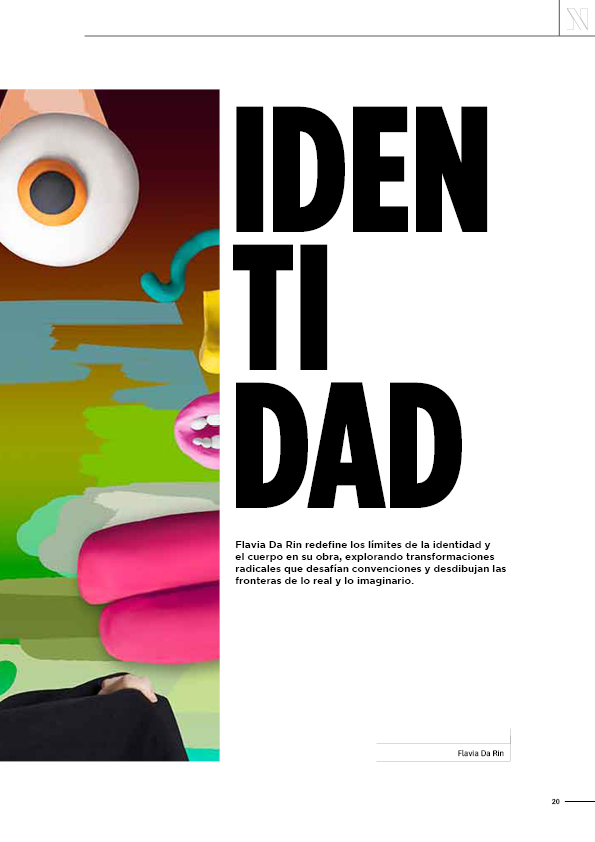 N
IDEN
TI
DAD
Flavia Da Rin redefine los límites de la identidad y
el cuerpo en su obra, explorando transformaciones
radicales que desafían convenciones y desdibujan las
fronteras de lo real y lo imaginario.
Flavia Da Rin
20